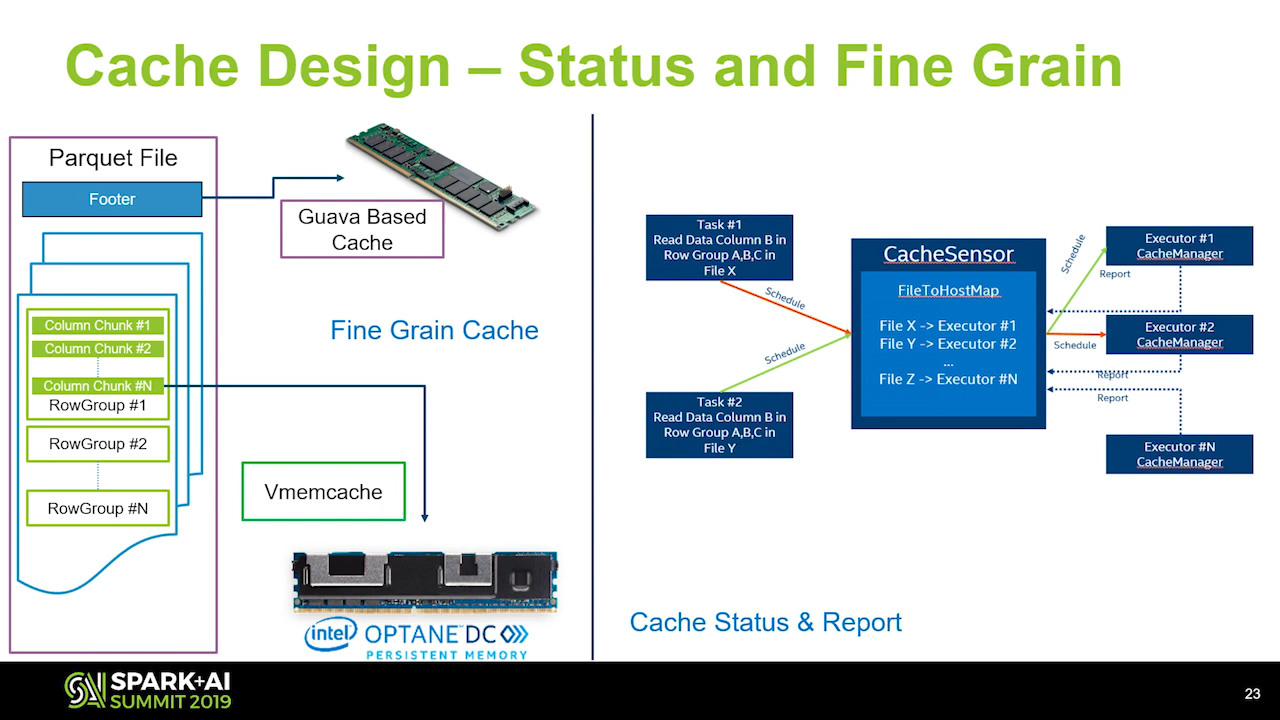 Cache Design – Status and Fine Grain
Parquet File
Footer
Guava Based
Cache
Fine Grain Cache
Column Chunk #1
Column Chunk #2
Column Chunk #N
RowGroup #1
RowGroup #2
RowGroup #N
Vmemcache
intel OPTANE DC
PERSISTENT MEMORY
Task #1
Read Data Column B in
Row Group A,B,C in
File X
Schedule
Task #2
Read Data Column B in
Row Group A,B,C in
File Y
Schedule
CacheSensor
FileToHostMap
File X -> Executor #1
File Y -> Executor #2
...
File Z -> Executor #N
Schedule
Executor #1
CacheManager
Report
Executor #2
CacheManager
Schedule
Report
Report
Executor #N
CacheManager
Cache Status & Report
SPARK+AI
SUMMIT 2019
23